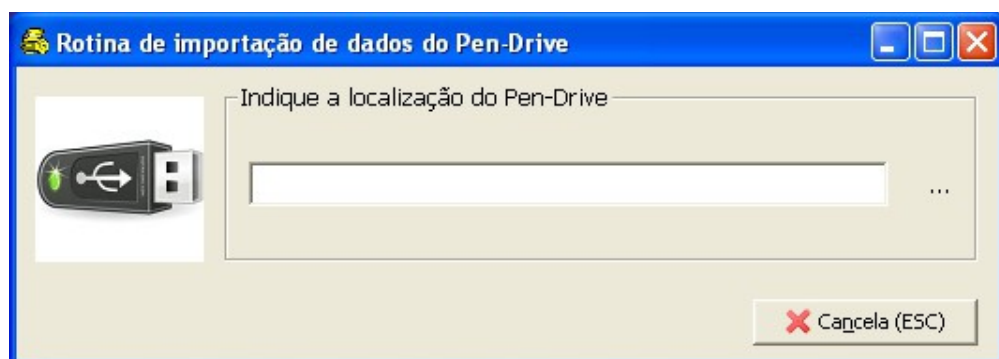 Rotina de importação de dados do Pen-Drive
Indique a localização do Pen-Drive
...
Cancela (ESC)